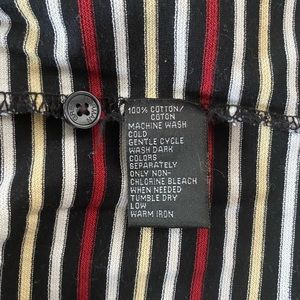 100% COTTON/
COTON
MACHINE WASH
COLD
GENTLE CYCLE
WASH DARK
COLORS
SEPARATELY
ONLY NON-
CHLORINE BLEACH
WHEN NEEDED
TUMBLE DRY
LOW
WARM IRON